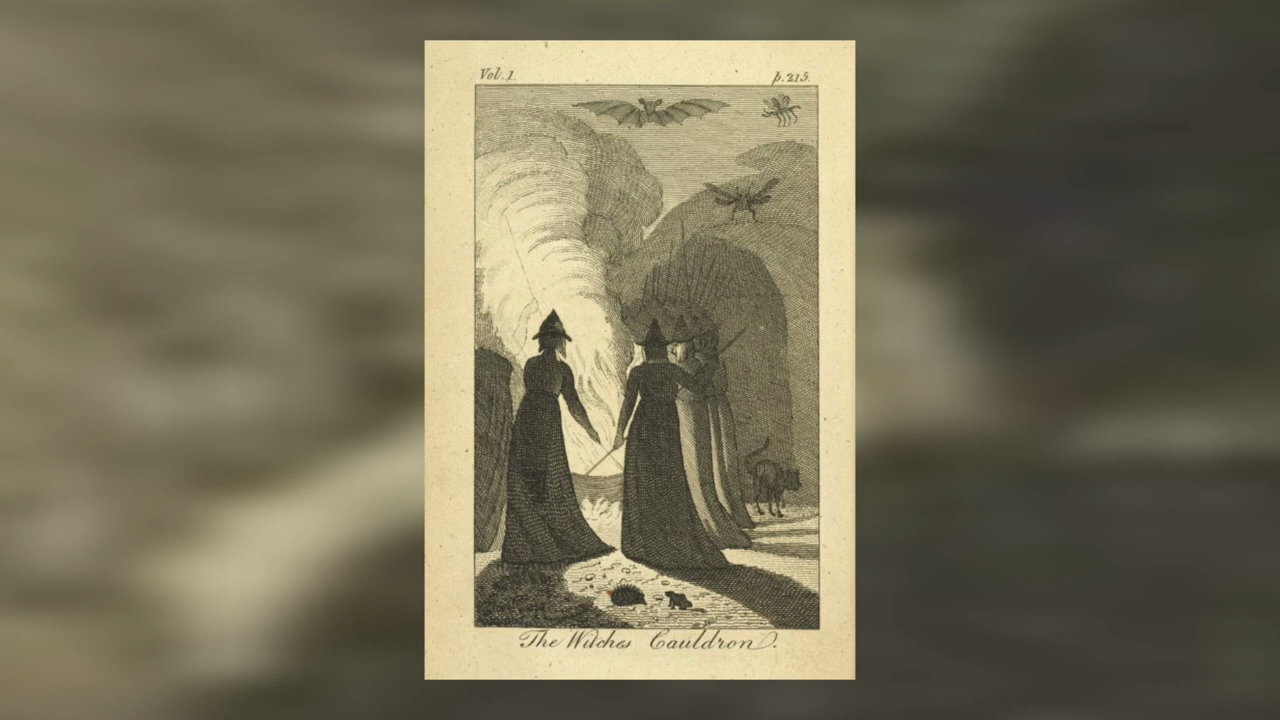 Vol. 1.
p. 215.
The Witches Cauldron.